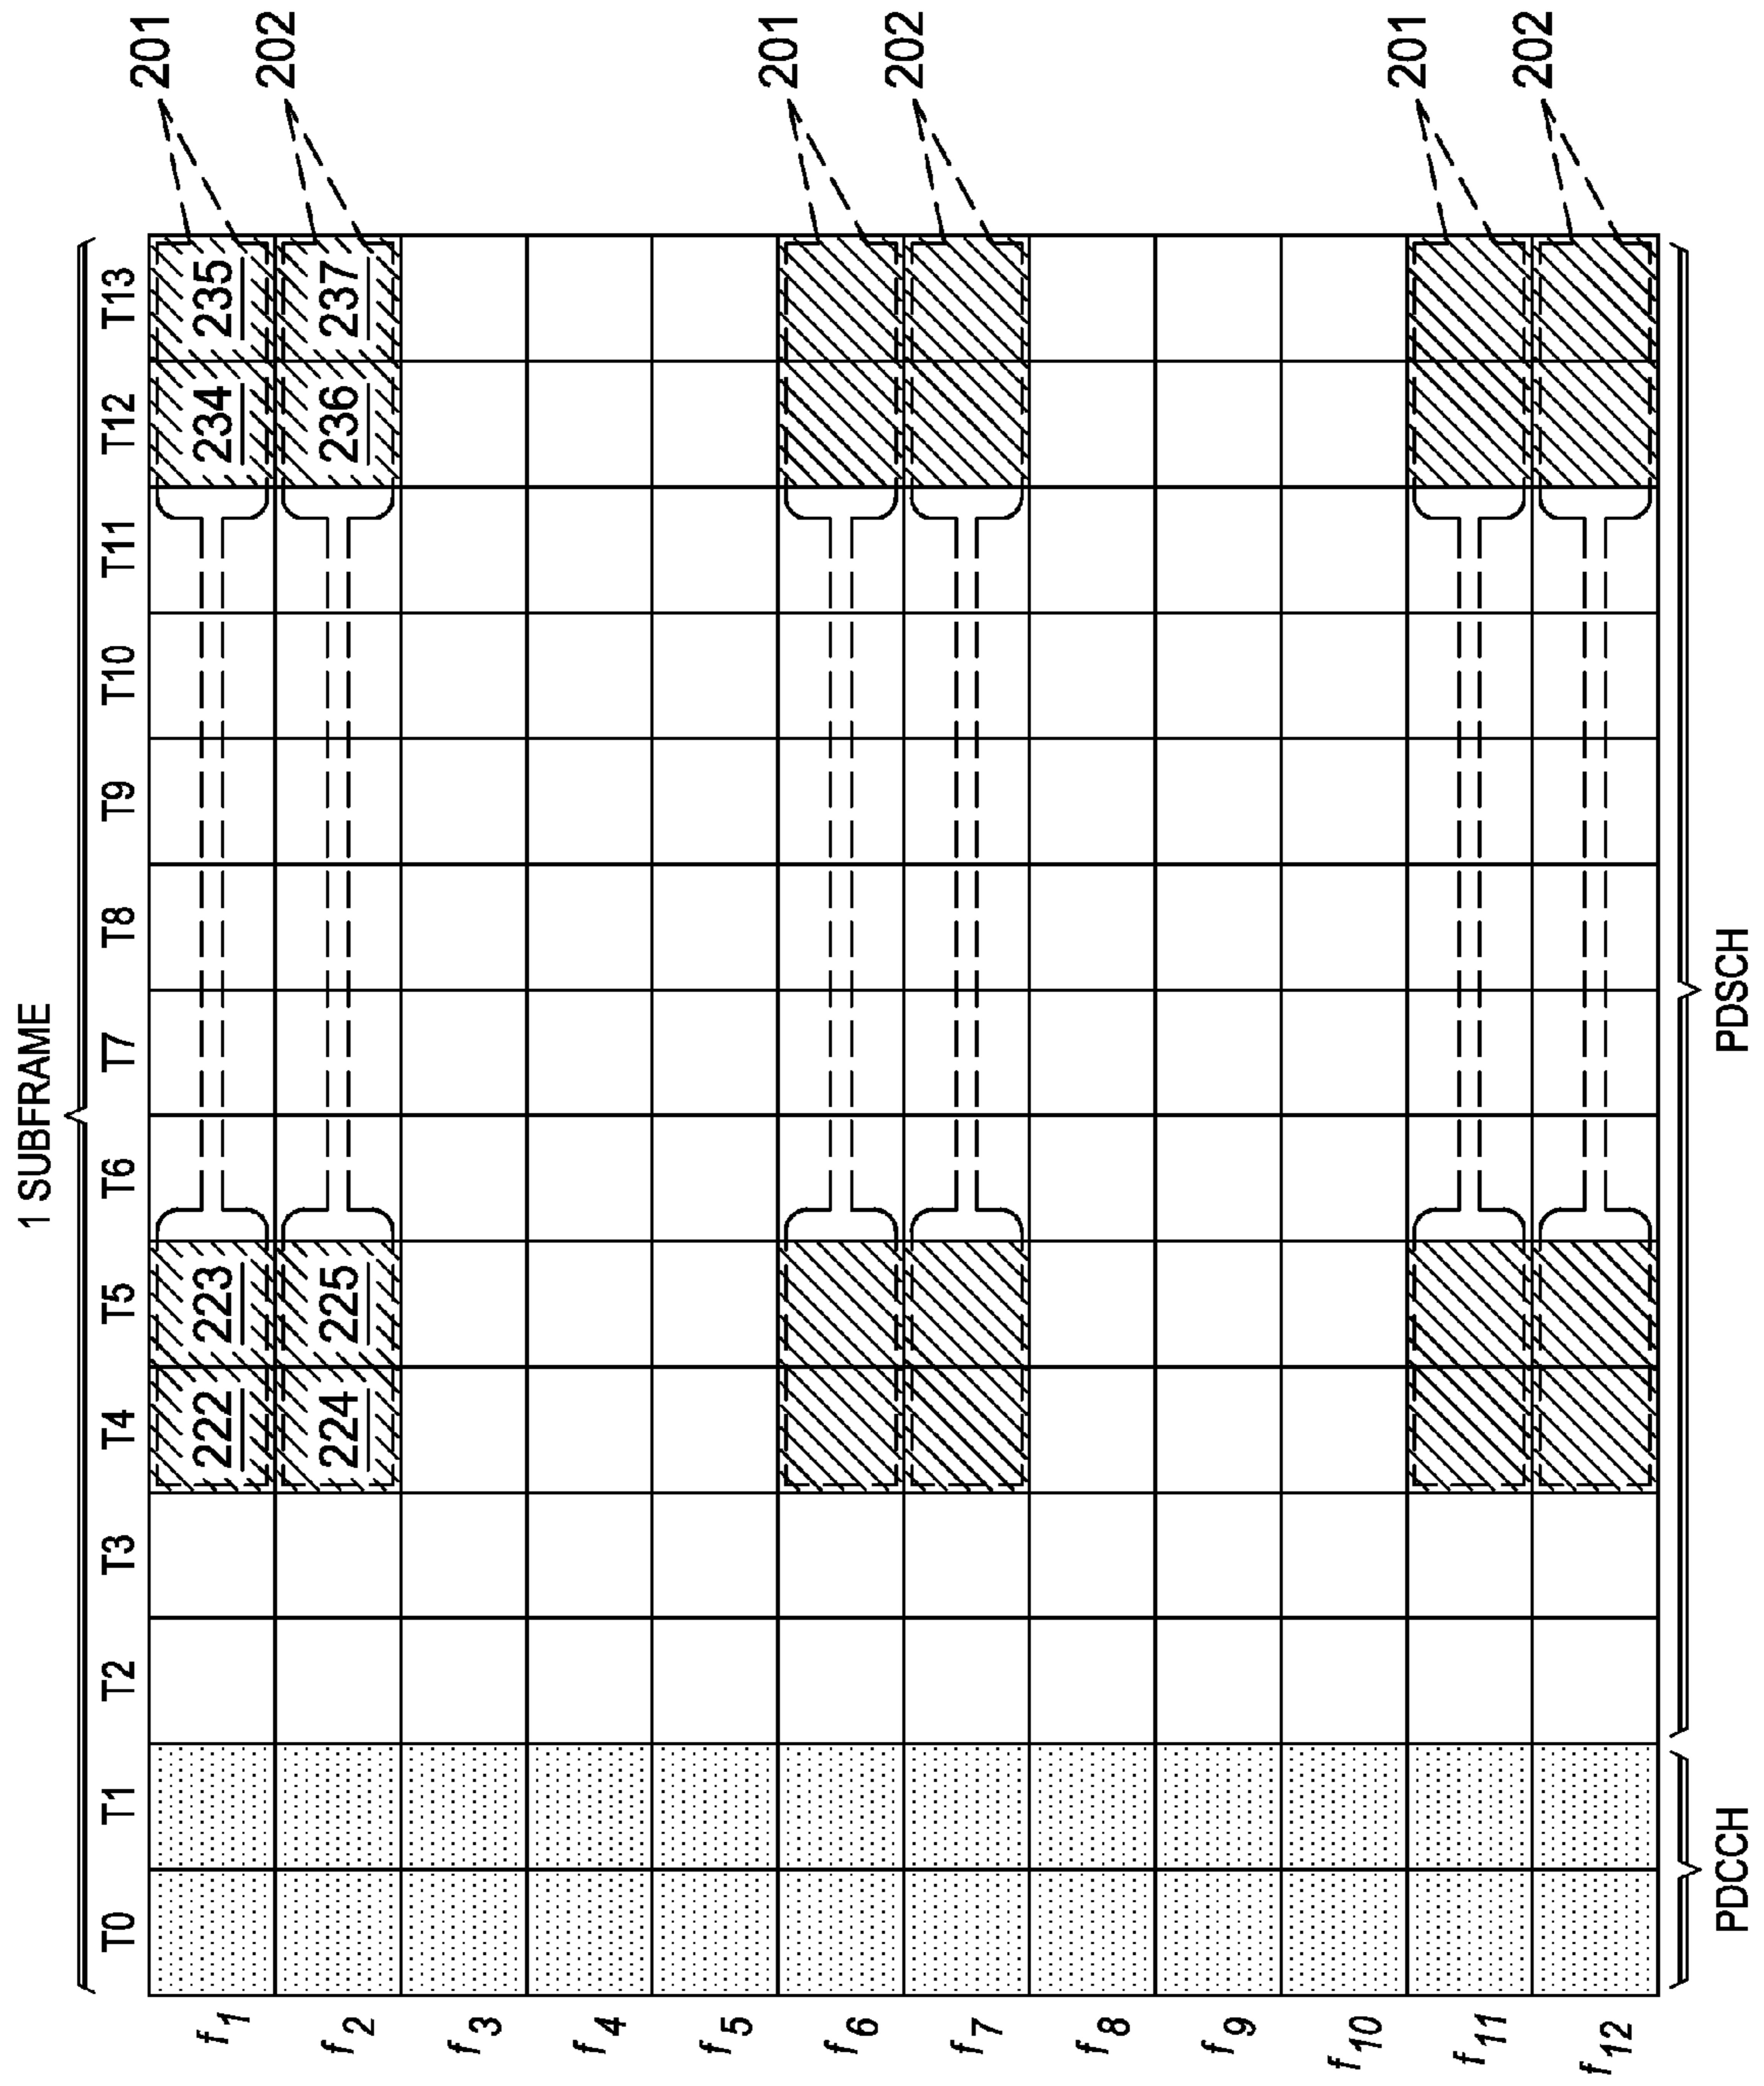 1 SUBFRAME
T0 T1 T2 T3 T4 T5 T6 T7 T8 T9 T10 T11 T12 T13
f1 222 223 234 235 201
f2 224 225 236 237 202
f3
f4
f5
f6 201
f7 202
f8
f9
f10
f11 201
f12 202
PDCCH PDSCH